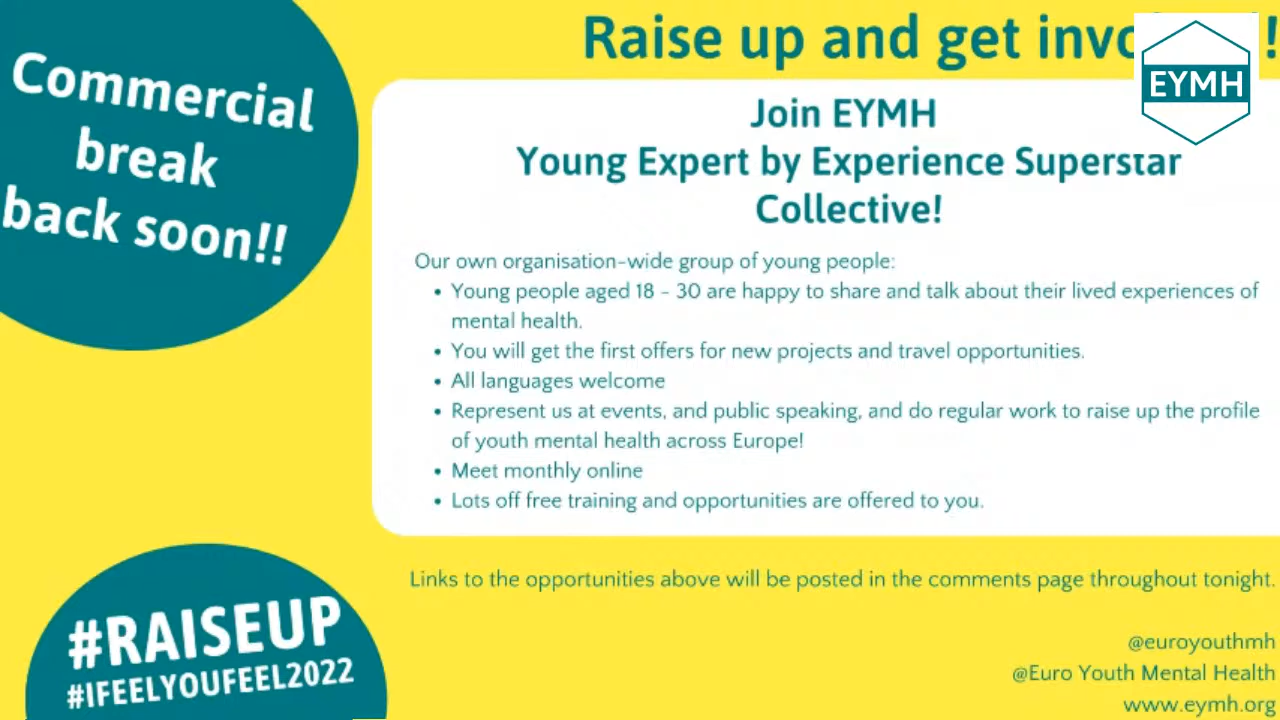 Commercial
break
back soon!!
Raise up and get !
EYMH
Join EYMH
Young Expert by Experience Superstar
Collective!
Our own organisation-wide group of young people:
• Young people aged 18 - 30 are happy to share and talk about their lived experiences of
mental health.
• You will get the first offers for new projects and travel opportunities.
• All languages welcome
• Represent us at events, and public speaking, and do regular work to raise up the profile
of youth mental health across Europe!
• Meet monthly online
• Lots off free training and opportunities are offered to you.
Links to the opportunities above will be posted in the comments page throughout tonight.
#RAISEUP
#IFEELYOUFEEL2022
@euroyouthmh
@Euro Youth Mental Health
www.eymh.org